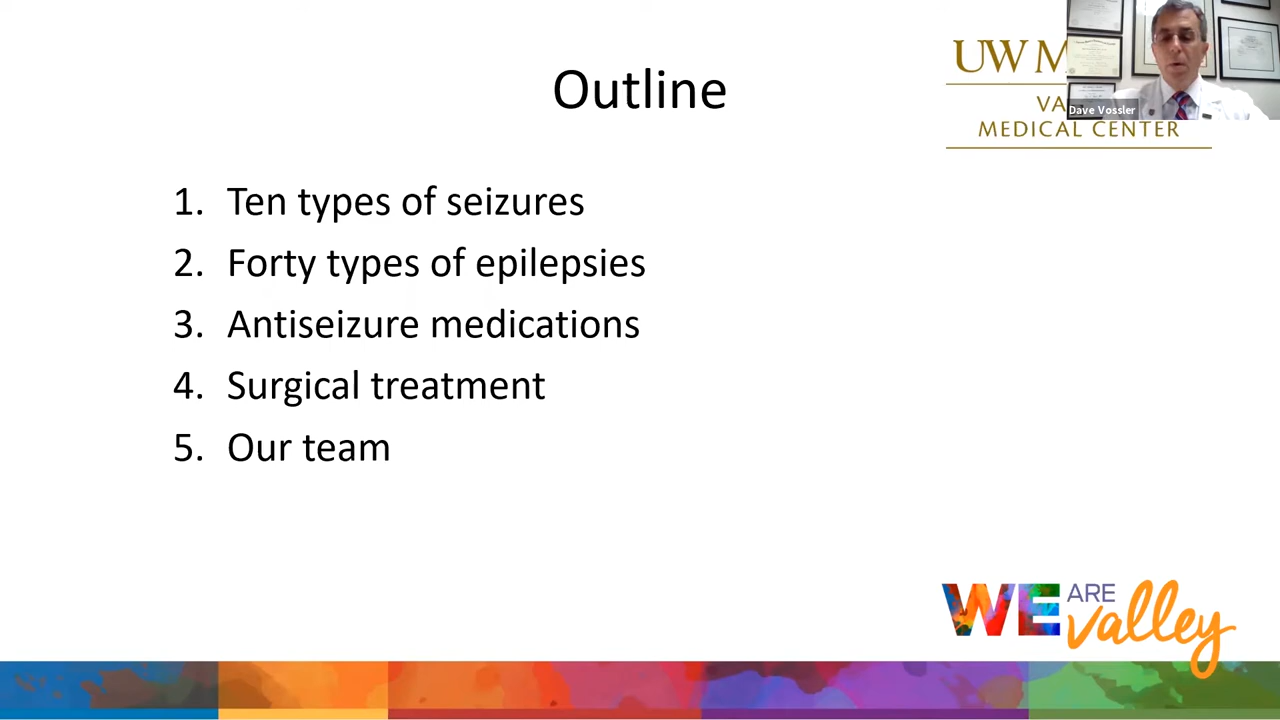 Outline
UW M
VA
MEDICAL CENTER
Dave Vossler
1. Ten types of seizures
2. Forty types of epilepsies
3. Antiseizure medications
4. Surgical treatment
5. Our team
WE ARE
valley